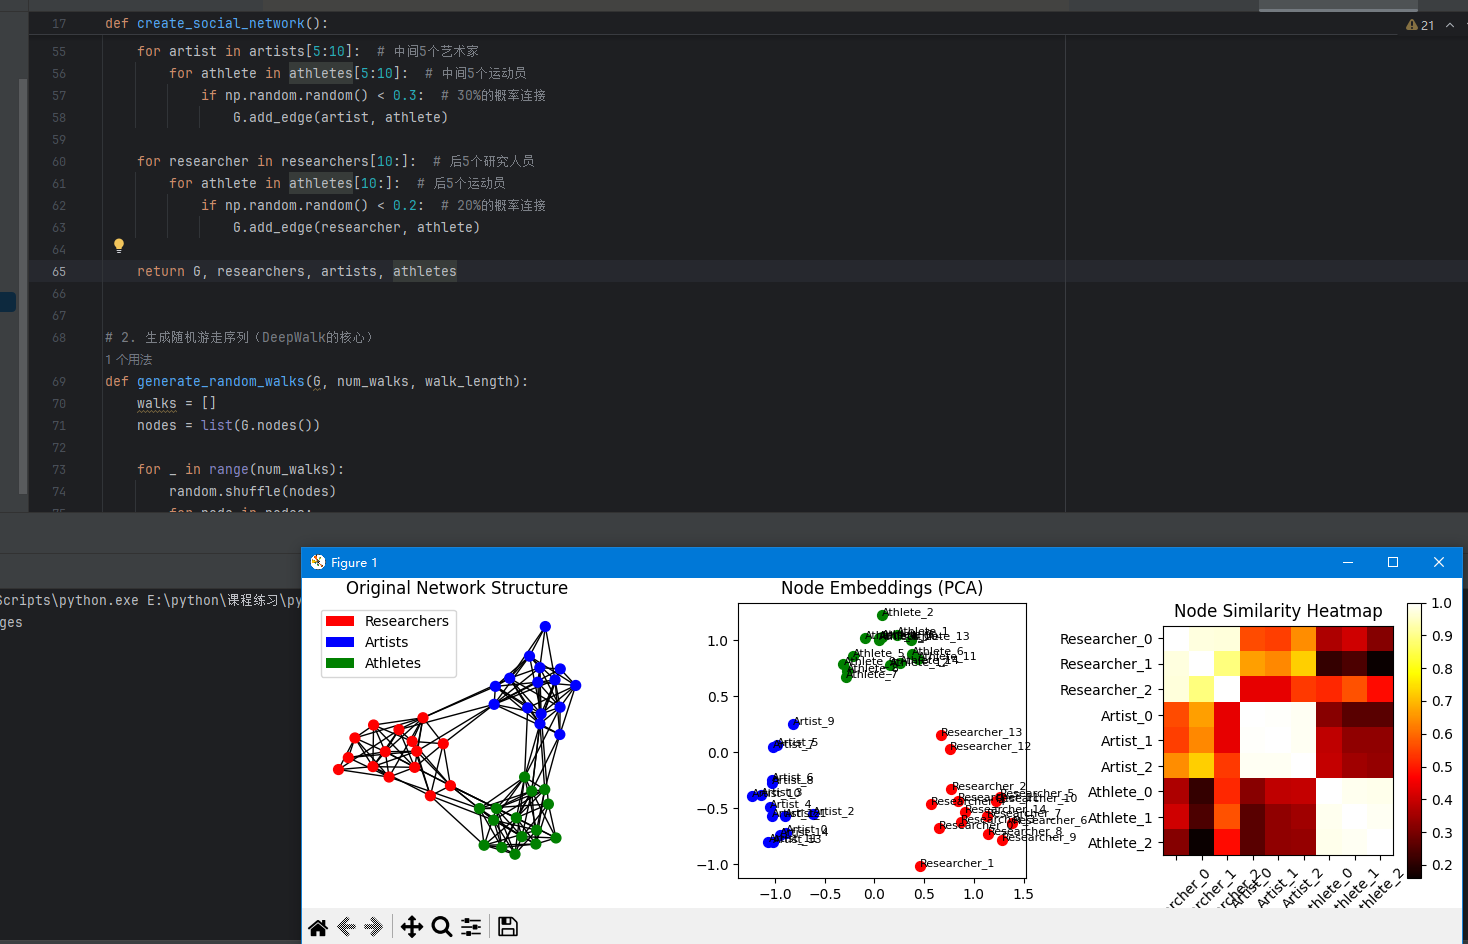 17 def create_social_network():
21
55 for artist in artists[5:10]: # 中间5个艺术家
56 for athlete in athletes[5:10]: # 中间5个运动员
57 if np.random.random() < 0.3: # 30%的概率连接
58 G.add_edge(artist, athlete)
59
60 for researcher in researchers[10:]: # 后5个研究人员
61 for athlete in athletes[10:]: # 后5个运动员
62 if np.random.random() < 0.2: # 20%的概率连接
63 G.add_edge(researcher, athlete)
64
65 return G, researchers, artists, athletes
66
67
68 # 2. 生成随机游走序列（DeepWalk的核心）
1 个用法
69 def generate_random_walks(G, num_walks, walk_length):
70 walks = []
71 nodes = list(G.nodes())
72
73 for _ in range(num_walks):
74 random.shuffle(nodes)
Scripts\python.exe E:\python\课程练习\py
ges
Figure 1
Original Network Structure
Researchers
Artists
Athletes
Node Embeddings (PCA)
1.0
0.5
0.0
−0.5
−1.0
−1.0 −0.5 0.0 0.5 1.0 1.5
Athlete_2
Athlete_1
Athlete_5
Athlete_6
Athlete_7
Artist_9
Researcher_13
Researcher_12
Artist_6
Researcher_2
Artist_4
Artist_2
Artist_0
Researcher_8
Researcher_9
Researcher_1
Node Similarity Heatmap
Researcher_0
Researcher_1
Researcher_2
Artist_0
Artist_1
Artist_2
Athlete_0
Athlete_1
Athlete_2
archer_0
rcher_1
rcher_2
Artist_0
Artist_1
Artist_2
thlete_0
thlete_1
thlete_2
1.0
0.9
0.8
0.7
0.6
0.5
0.4
0.3
0.2